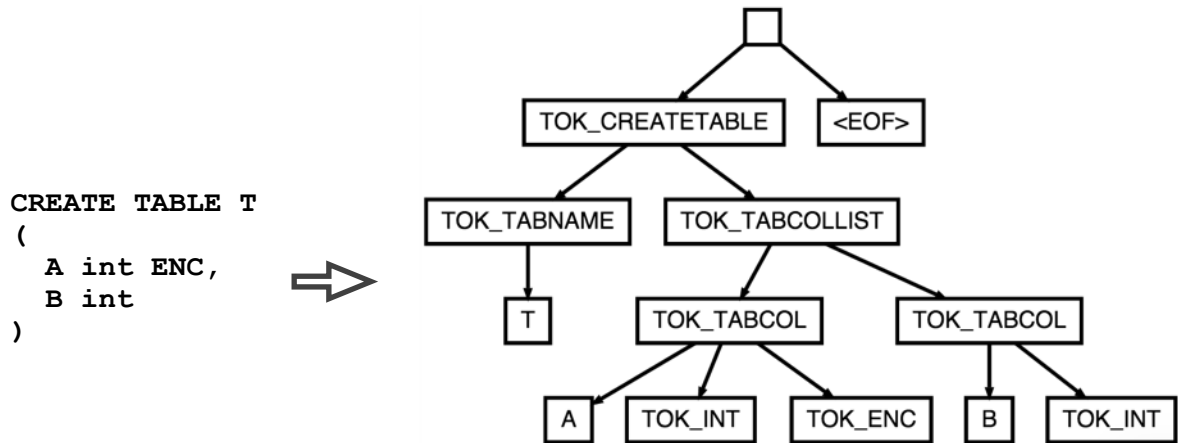 CREATE TABLE T
(
A int ENC,
B int
)
TOK_CREATETABLE
<EOF>
TOK_TABNAME
TOK_TABCOLLIST
T
TOK_TABCOL
TOK_TABCOL
A
TOK_INT
TOK_ENC
B
TOK_INT